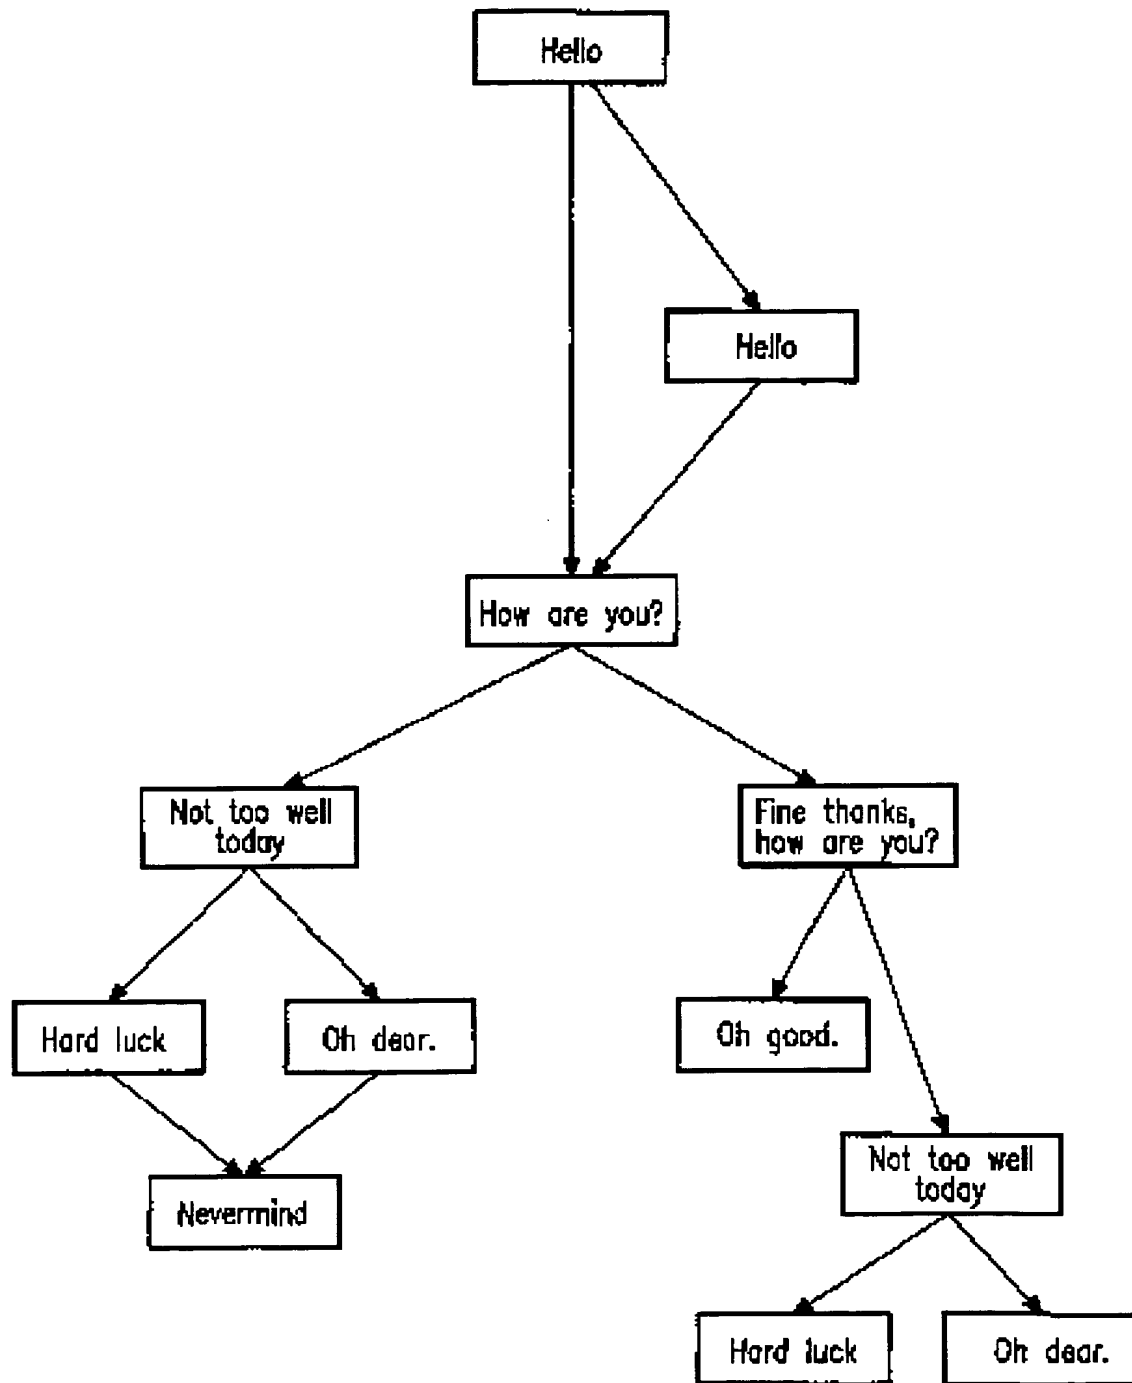 Hello
Hello
How are you?
Not too well
today
Fine thanks,
how are you?
Hard luck
Oh dear.
Oh good.
Nevermind
Not too well
today
Hard luck
Oh dear.